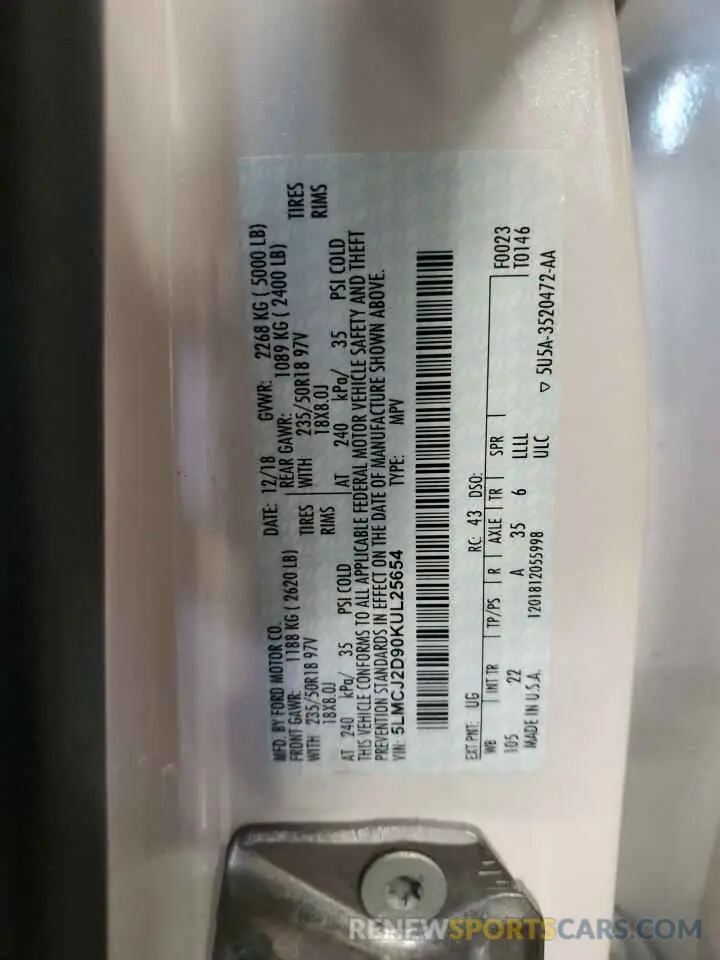 MFD. BY FORD MOTOR CO.
DATE: 12/18 GVWR: 2268 KG ( 5000 LB)
FRONT GAWR: 1188 KG ( 2620 LB)
REAR GAWR: 1089 KG ( 2400 LB)
WITH 235/50R18 97V TIRES
WITH 235/50R18 97V TIRES
18X8.0J RIMS
18X8.0J RIMS
AT 240 kPa/ 35 PSI COLD
AT 240 kPa/ 35 PSI COLD
THIS VEHICLE CONFORMS TO ALL APPLICABLE FEDERAL MOTOR VEHICLE SAFETY AND THEFT
PREVENTION STANDARDS IN EFFECT ON THE DATE OF MANUFACTURE SHOWN ABOVE.
VIN: 5LMCJ2D90KUL25654 TYPE: MPV
EXT PNT: UG RC: 43 DSO: F0023
WB INT TR TP/PS R AXLE TR SPR T0146
105 22 A 35 6 LLLL
ULC
MADE IN U.S.A. 1201812055998 ▽ 5U5A-3520472-AA
RENEWSPORTSCARS.COM